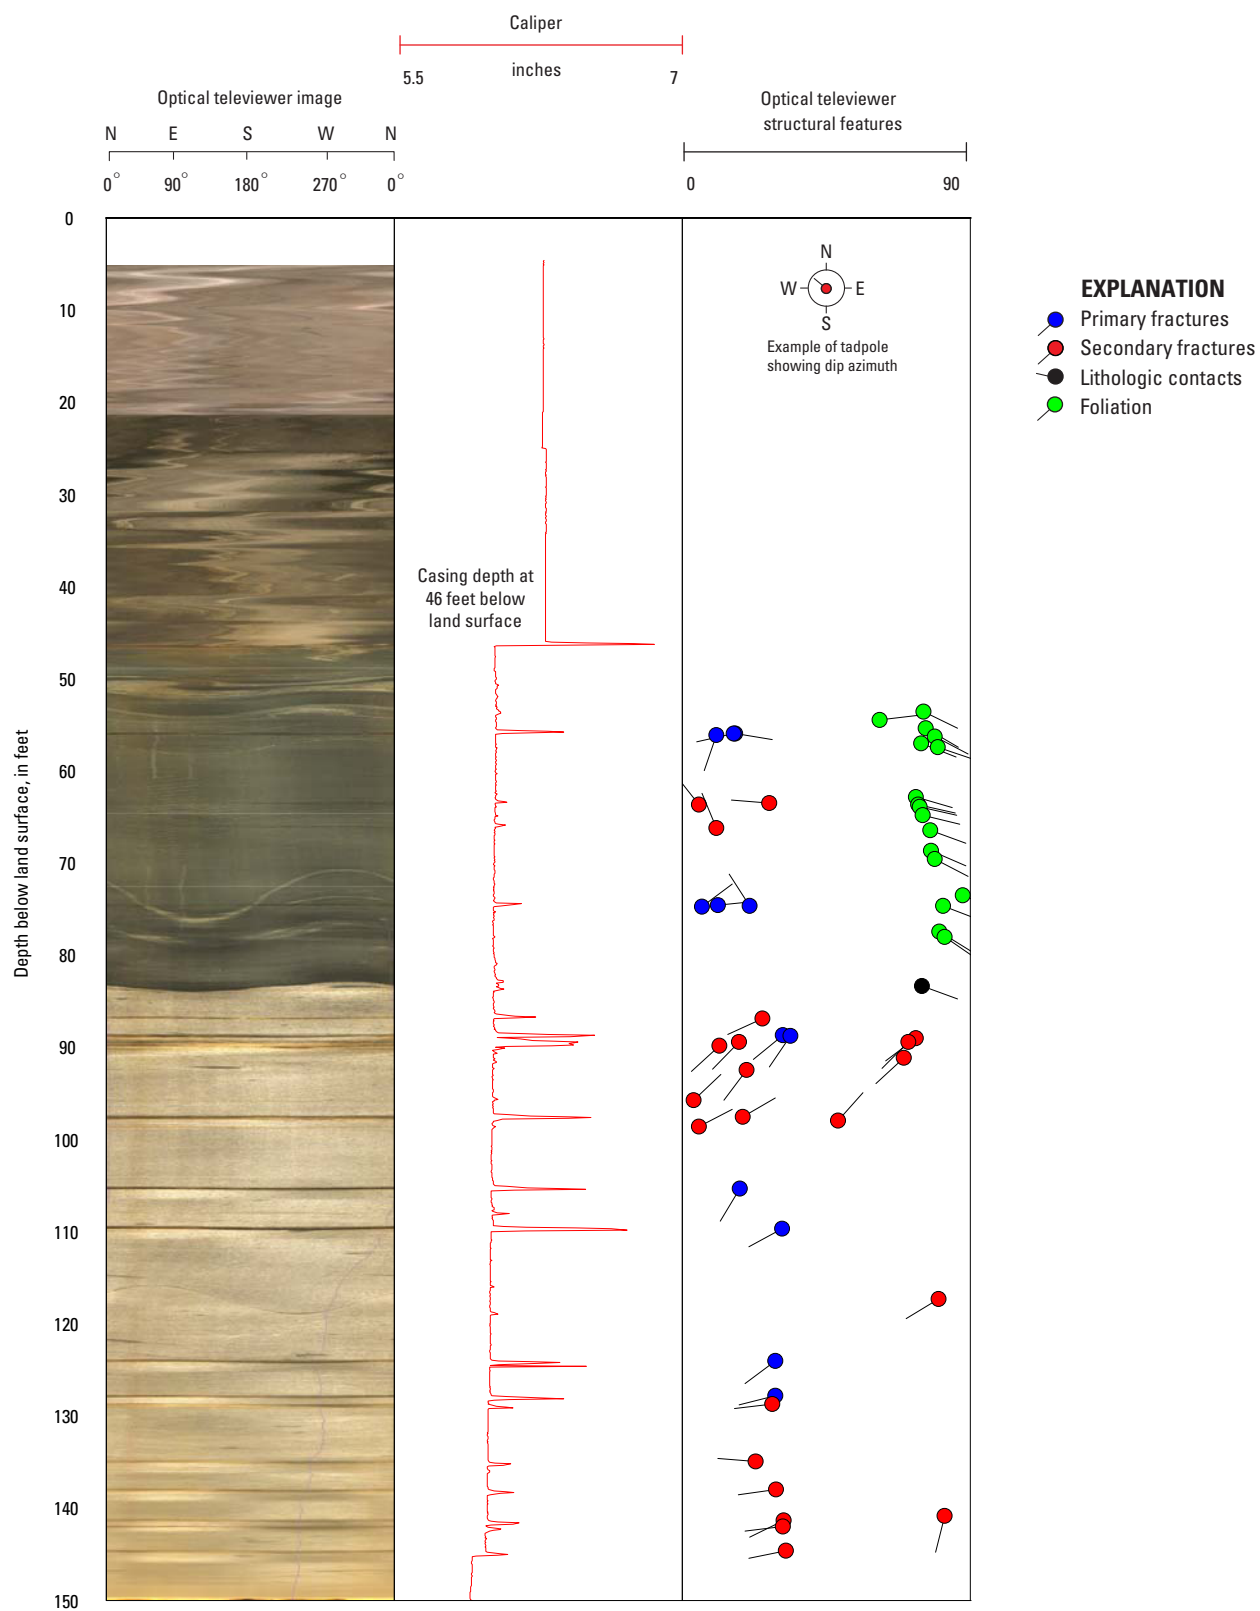 Caliper
inches
5.5 7
Optical televiewer image
N E S W N
0° 90° 180° 270° 0°
Optical televiewer
structural features
0 90
Depth below land surface, in feet
0
10
20
30
40
50
60
70
80
90
100
110
120
130
140
150
Casing depth at
46 feet below
land surface
N
W E
S
Example of tadpole
showing dip azimuth
EXPLANATION
Primary fractures
Secondary fractures
Lithologic contacts
Foliation